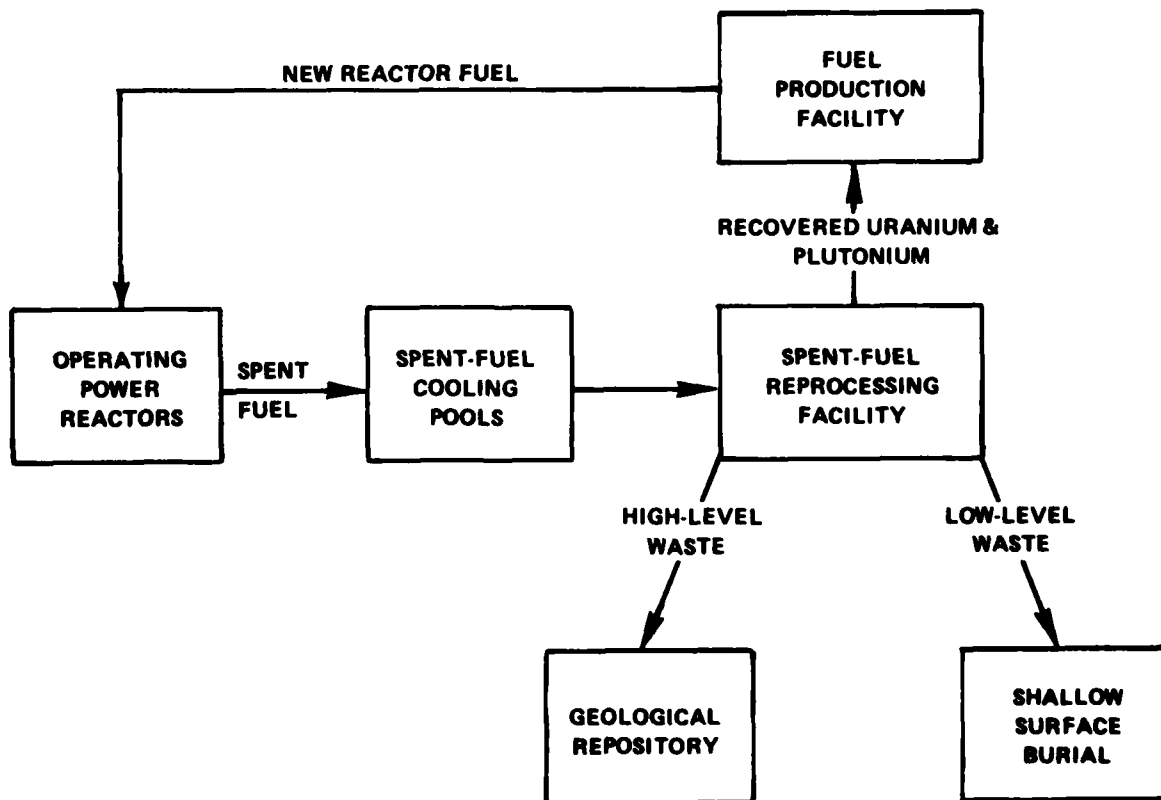 NEW REACTOR FUEL
FUEL
PRODUCTION
FACILITY
RECOVERED URANIUM &
PLUTONIUM
OPERATING
POWER
REACTORS
SPENT
FUEL
SPENT-FUEL
COOLING
POOLS
SPENT-FUEL
REPROCESSING
FACILITY
HIGH-LEVEL
WASTE
LOW-LEVEL
WASTE
GEOLOGICAL
REPOSITORY
SHALLOW
SURFACE
BURIAL